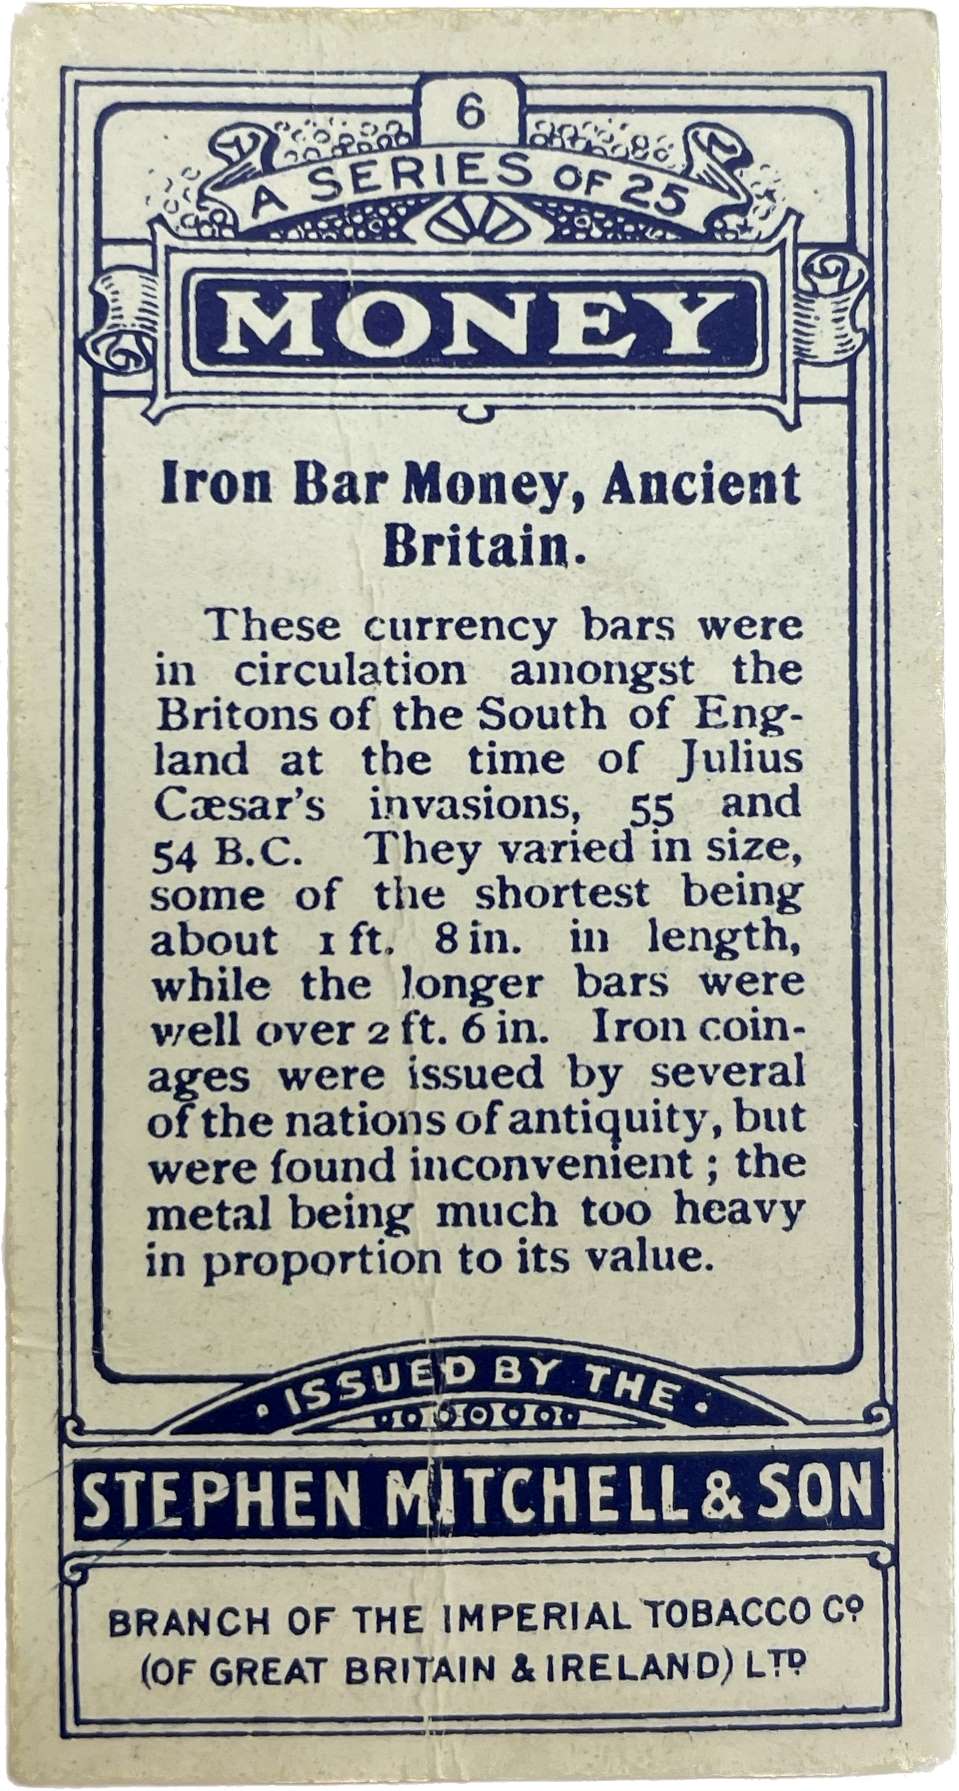 6
A SERIES OF 25
MONEY
Iron Bar Money, Ancient
Britain.
These currency bars were
in circulation amongst the
Britons of the South of Eng-
land at the time of Julius
Cæsar's invasions, 55 and
54 B.C. They varied in size,
some of the shortest being
about 1 ft. 8 in. in length,
while the longer bars were
well over 2 ft. 6 in. Iron coin-
ages were issued by several
of the nations of antiquity, but
were found inconvenient ; the
metal being much too heavy
in proportion to its value.
· ISSUED BY THE ·
STEPHEN MITCHELL & SON
BRANCH OF THE IMPERIAL TOBACCO Cº
(OF GREAT BRITAIN & IRELAND) LTD